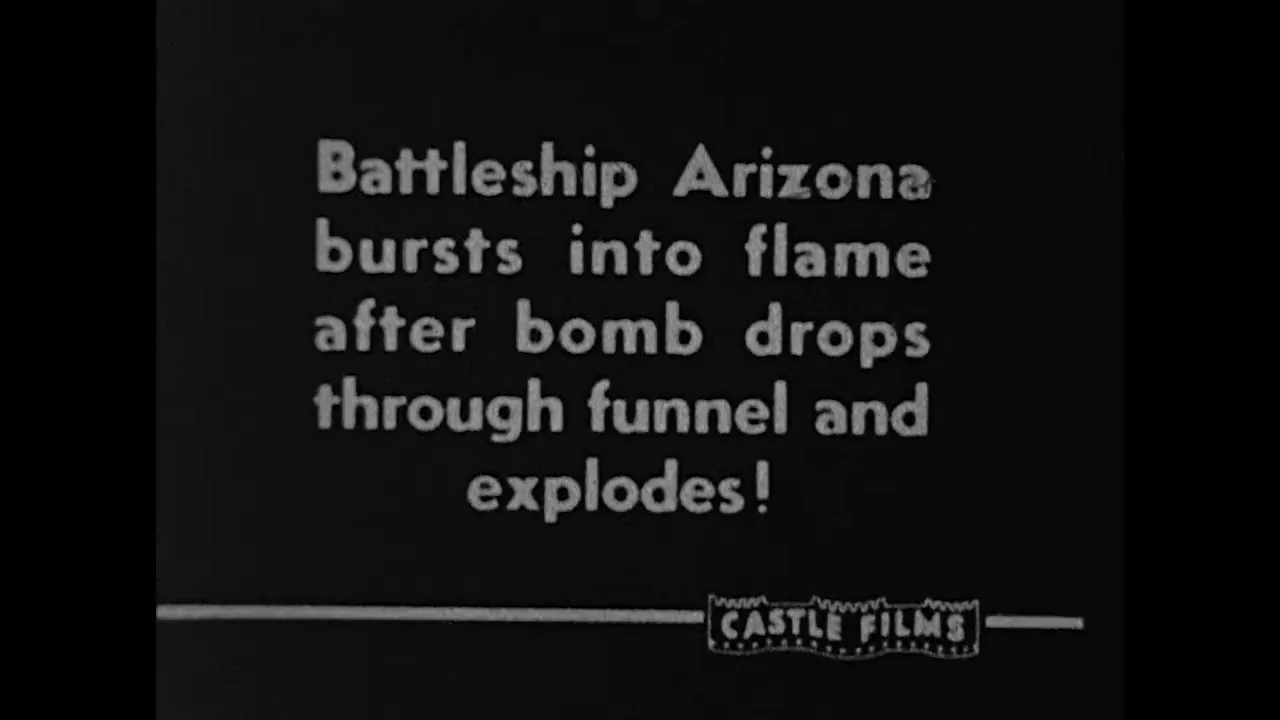 Battleship Arizona
bursts into flame
after bomb drops
through funnel and
explodes!
CASTLE FILMS